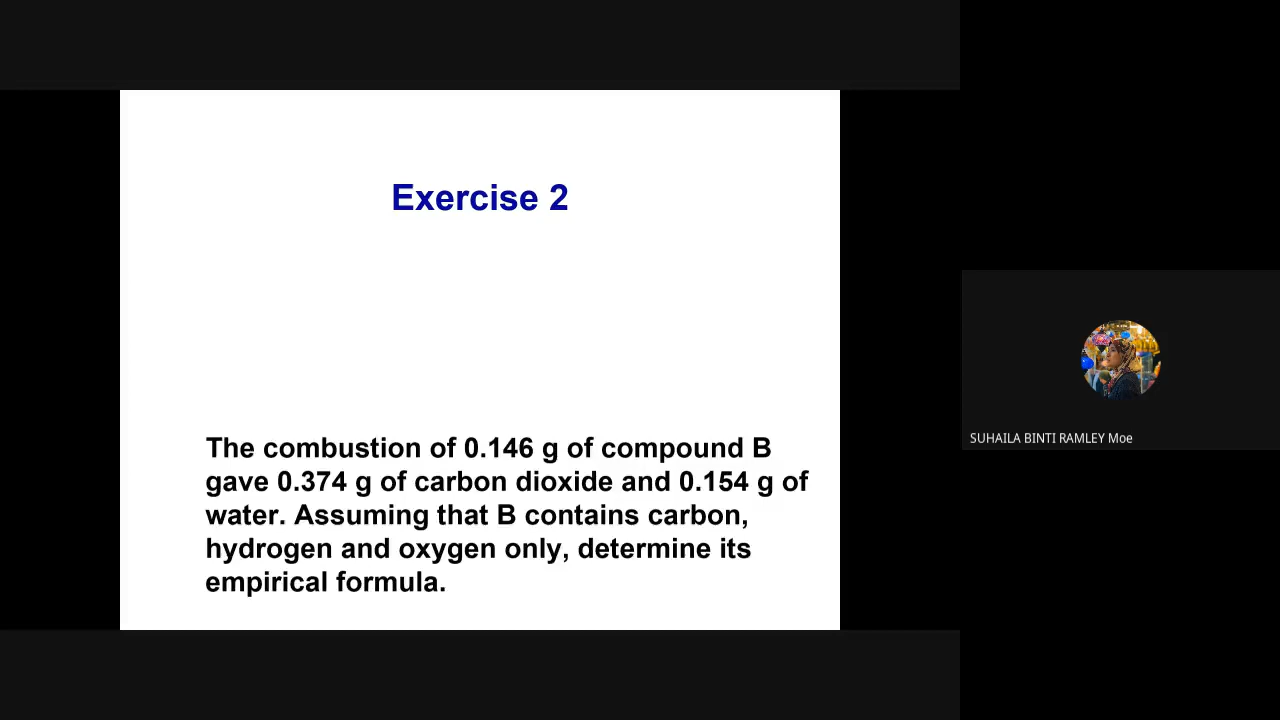 Exercise 2
The combustion of 0.146 g of compound B
gave 0.374 g of carbon dioxide and 0.154 g of
water. Assuming that B contains carbon,
hydrogen and oxygen only, determine its
empirical formula.
SUHAILA BINTI RAMLEY Moe